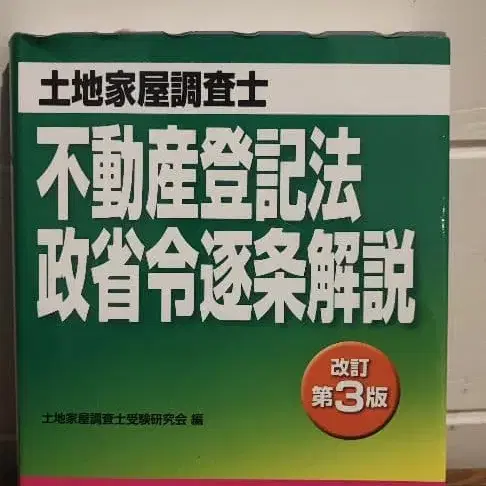 土地家屋調査士
不動産登記法
政省令逐条解説
改訂
第3版
土地家屋調査士受験研究会 編